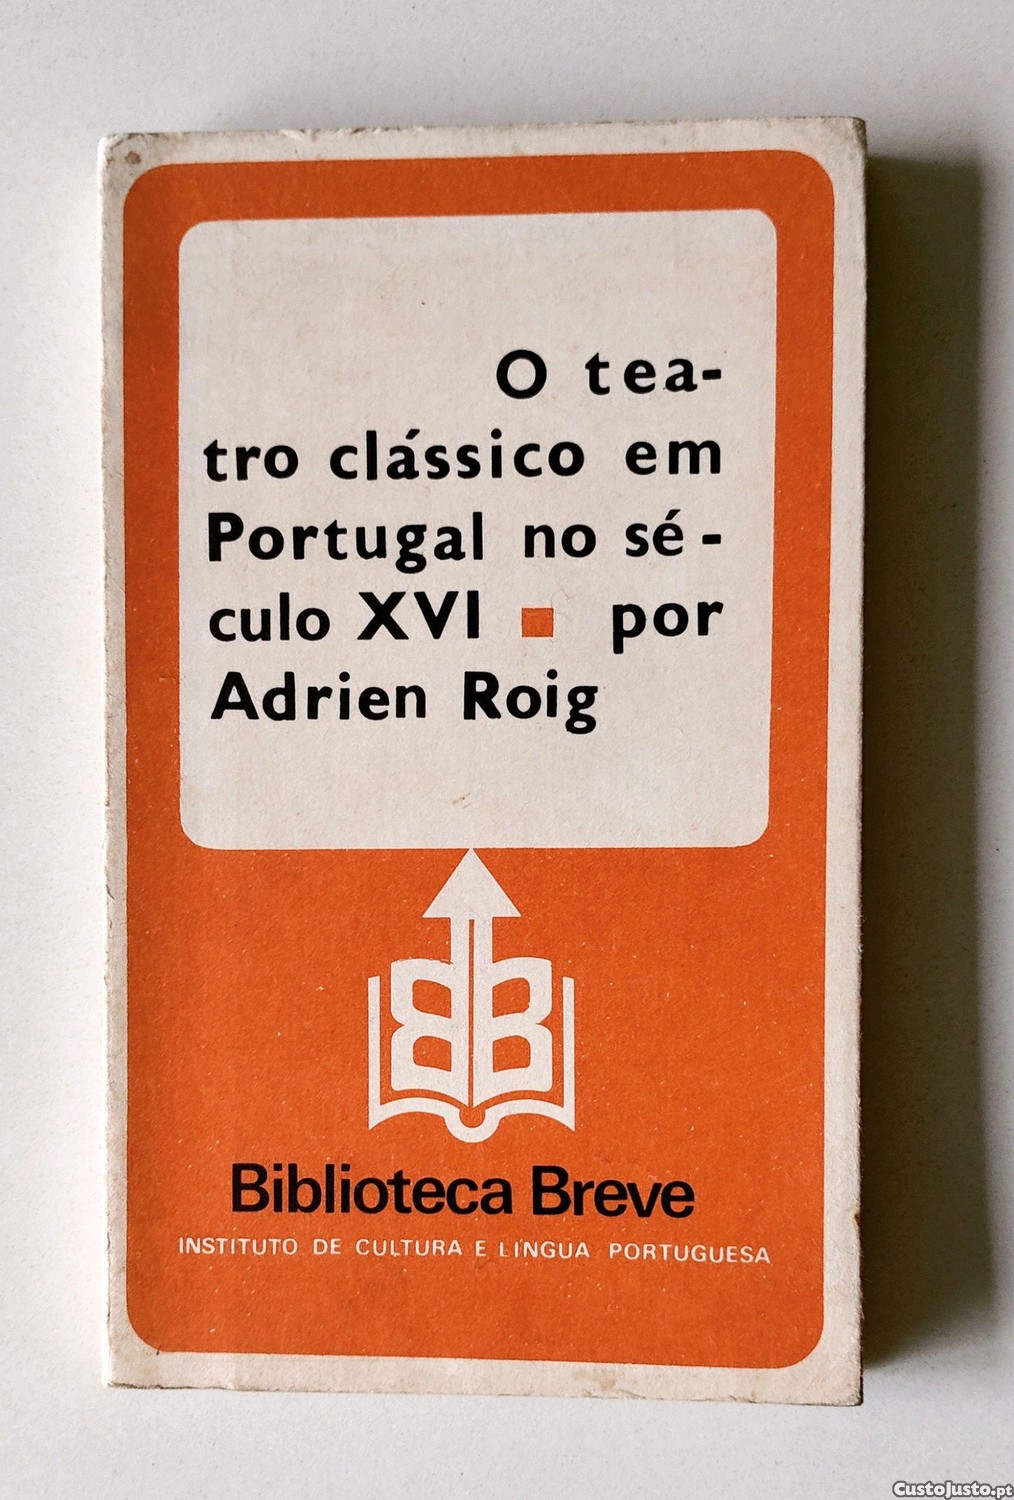 O tea-
tro clássico em
Portugal no sé-
culo XVI ▪ por
Adrien Roig
BB
Biblioteca Breve
INSTITUTO DE CULTURA E LÍNGUA PORTUGUESA
CustoJusto.pt